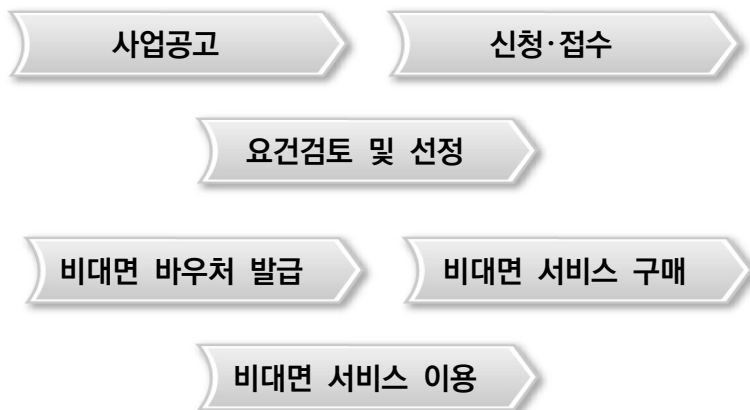 사업공고
신청·접수
요건검토 및 선정
비대면 바우처 발급
비대면 서비스 구매
비대면 서비스 이용